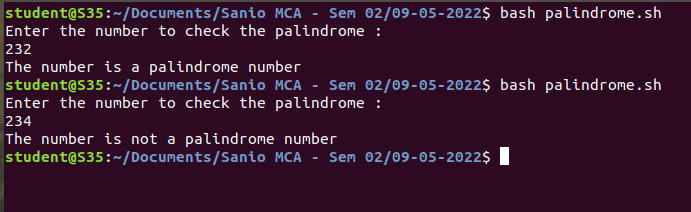 student@S35:~/Documents/Sanio MCA - Sem 02/09-05-2022$ bash palindrome.sh
Enter the number to check the palindrome :
232
The number is a palindrome number
student@S35:~/Documents/Sanio MCA - Sem 02/09-05-2022$ bash palindrome.sh
Enter the number to check the palindrome :
234
The number is not a palindrome number
student@S35:~/Documents/Sanio MCA - Sem 02/09-05-2022$